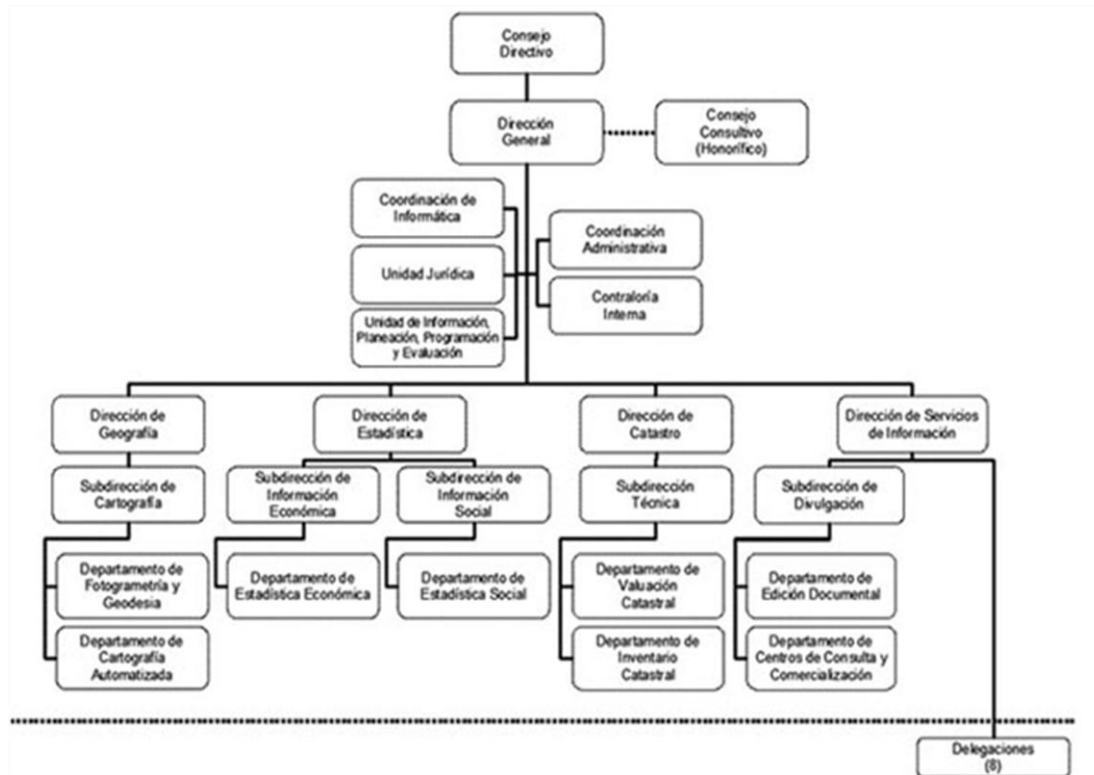 Consejo
Directivo
Dirección
General
Consejo
Consultivo
(Honorífico)
Coordinación de
Informática
Coordinación
Administrativa
Unidad Jurídica
Contraloría
Interna
Unidad de Información,
Planeación, Programación
y Evaluación
Dirección de
Geografía
Dirección de
Estadística
Dirección de
Catastro
Dirección de Servicios
de Información
Subdirección de
Cartografía
Subdirección de
Información
Económica
Subdirección de
Información
Social
Subdirección
Técnica
Subdirección de
Divulgación
Departamento de
Fotogrametría y
Geodesia
Departamento de
Estadística Económica
Departamento de
Estadística Social
Departamento de
Valuación
Catastral
Departamento de
Edición Documental
Departamento de
Cartografía
Automatizada
Departamento de
Inventario
Catastral
Departamento de
Centros de Consulta y
Comercialización
Delegaciones
(8)